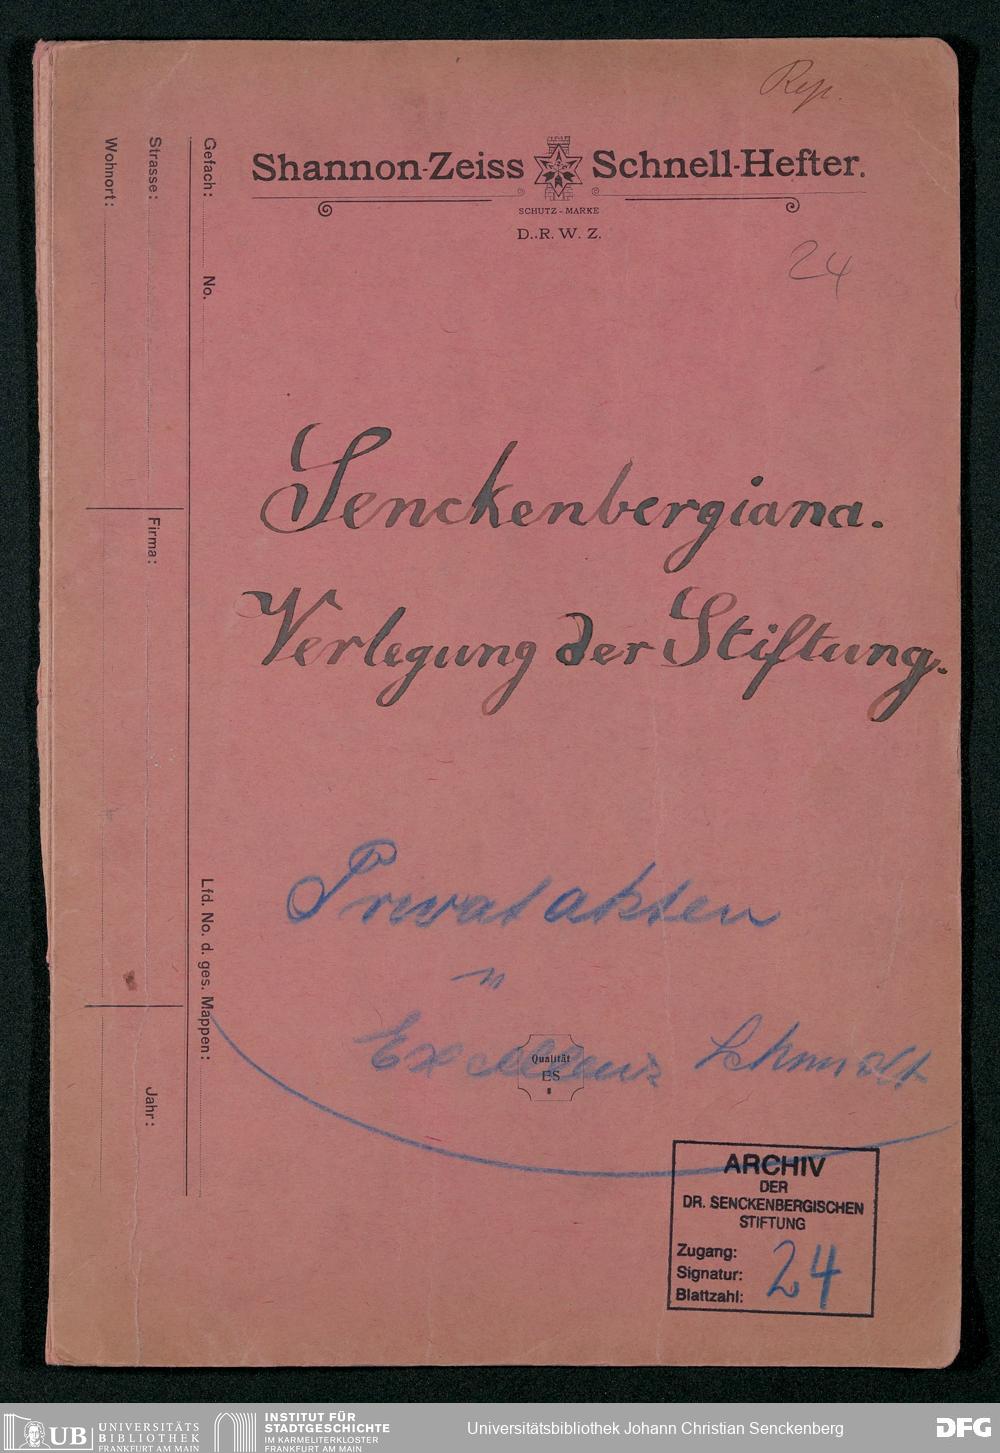 Rep.
Shannon-Zeiss Schnell-Hefter.
SCHUTZ - MARKE
D..R. W. Z.
24
Gefach: No.
Strasse:
Wohnort:
Firma:
Lfd. No. d. ges. Mappen:
Jahr:
Senckenbergiana.
Verlegung der Stiftung.
Privatakten
"
Excellenz Schmidt
Qualität
ES
ARCHIV
DER
DR. SENCKENBERGISCHEN
STIFTUNG
Zugang:
Signatur: 24
Blattzahl:
UB UNIVERSITÄTS
BIBLIOTHEK
FRANKFURT AM MAIN
INSTITUT FÜR
STADTGESCHICHTE
IM KARMELITERKLOSTER
FRANKFURT AM MAIN
Universitätsbibliothek Johann Christian Senckenberg
DFG